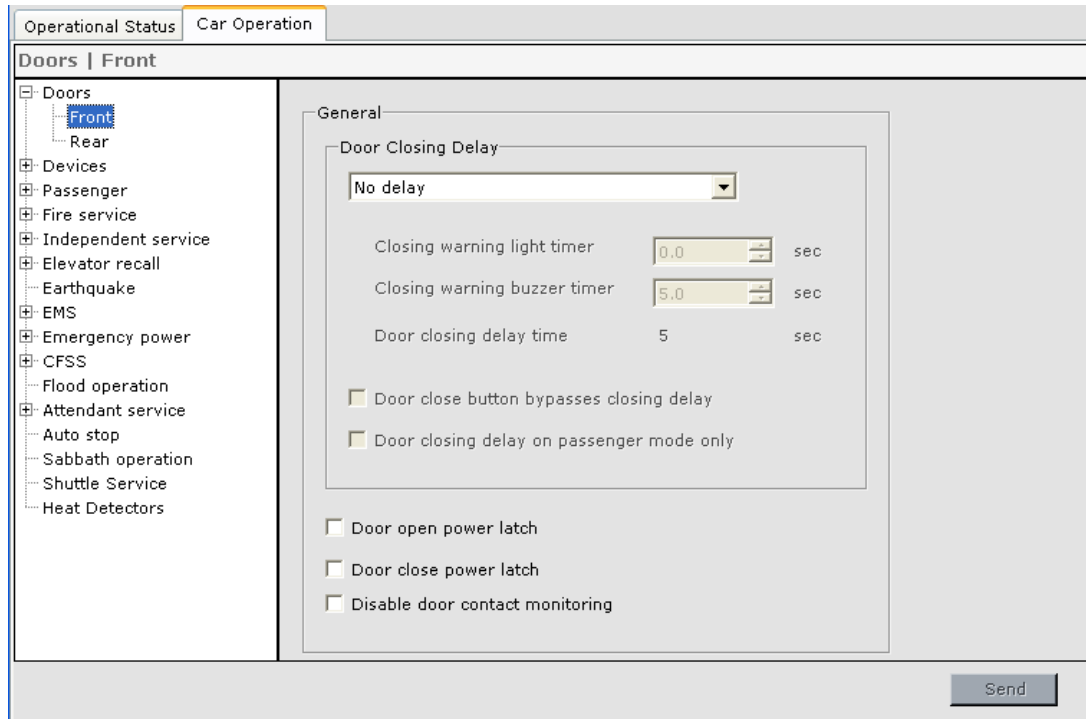 Operational Status
Car Operation
Doors | Front
Doors
Front
Rear
Devices
Passenger
Fire service
Independent service
Elevator recall
Earthquake
EMS
Emergency power
CFSS
Flood operation
Attendant service
Auto stop
Sabbath operation
Shuttle Service
Heat Detectors
General
Door Closing Delay
No delay
Closing warning light timer 0.0 sec
Closing warning buzzer timer 5.0 sec
Door closing delay time 5 sec
Door close button bypasses closing delay
Door closing delay on passenger mode only
Door open power latch
Door close power latch
Disable door contact monitoring
Send